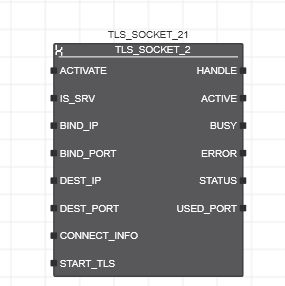 TLS_SOCKET_21
TLS_SOCKET_2
ACTIVATE HANDLE
IS_SRV ACTIVE
BIND_IP BUSY
BIND_PORT ERROR
DEST_IP STATUS
DEST_PORT USED_PORT
CONNECT_INFO
START_TLS